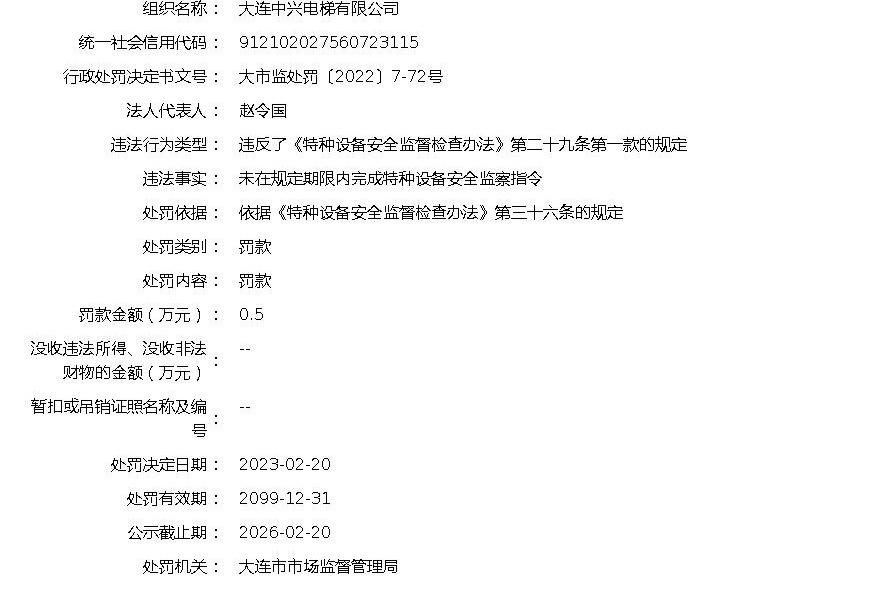 组织名称： 大连中兴电梯有限公司
统一社会信用代码： 912102027560723115
行政处罚决定书文号： 大市监处罚〔2022〕7-72号
法人代表人： 赵令国
违法行为类型： 违反了《特种设备安全监督检查办法》第二十九条第一款的规定
违法事实： 未在规定期限内完成特种设备安全监察指令
处罚依据： 依据《特种设备安全监督检查办法》第三十六条的规定
处罚类别： 罚款
处罚内容： 罚款
罚款金额（万元）： 0.5
没收违法所得、没收非法
财物的金额（万元）： --
暂扣或吊销证照名称及编
号： --
处罚决定日期： 2023-02-20
处罚有效期： 2099-12-31
公示截止期： 2026-02-20
处罚机关： 大连市市场监督管理局